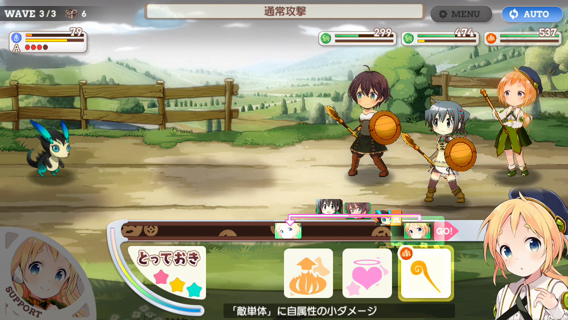 WAVE 3/3 6
通常攻撃
MENU
AUTO
79
A
299
474
537
GO!
とっておき
SUPPORT
「敵単体」に自属性の小ダメージ